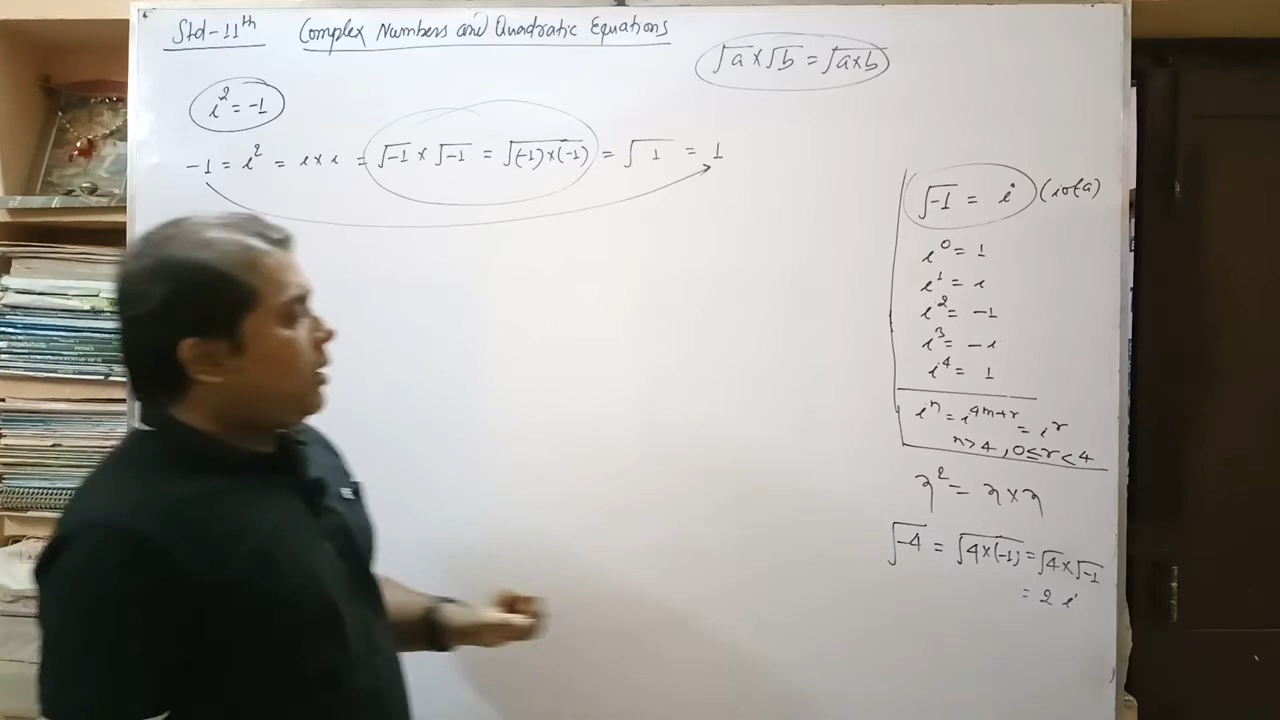 Std-11th Complex Numbers and Quadratic Equations
√a × √b = √a×b
i² = -1
-1 = i² = i × i = √-1 × √-1 = √(-1)×(-1) = √1 = 1
√-1 = i (iota)
i⁰ = 1
i¹ = i
i² = -1
i³ = -i
i⁴ = 1
iⁿ = i⁴ᵐ⁺ʳ = iʳ
n>4, 0≤r<4
x² = x × x
√-4 = √4×(-1) = √4 × √-1
= 2 i